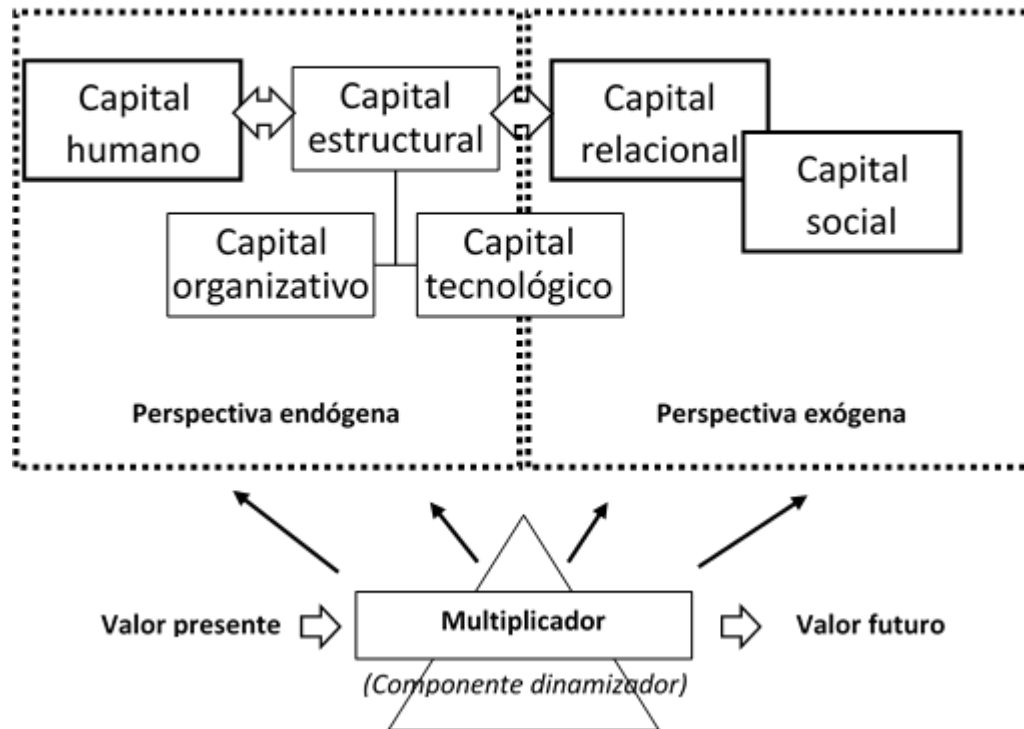 Capital
humano
Capital
estructural
Capital
relacional
Capital
social
Capital
organizativo
Capital
tecnológico
Perspectiva endógena
Perspectiva exógena
Valor presente
Multiplicador
Valor futuro
(Componente dinamizador)